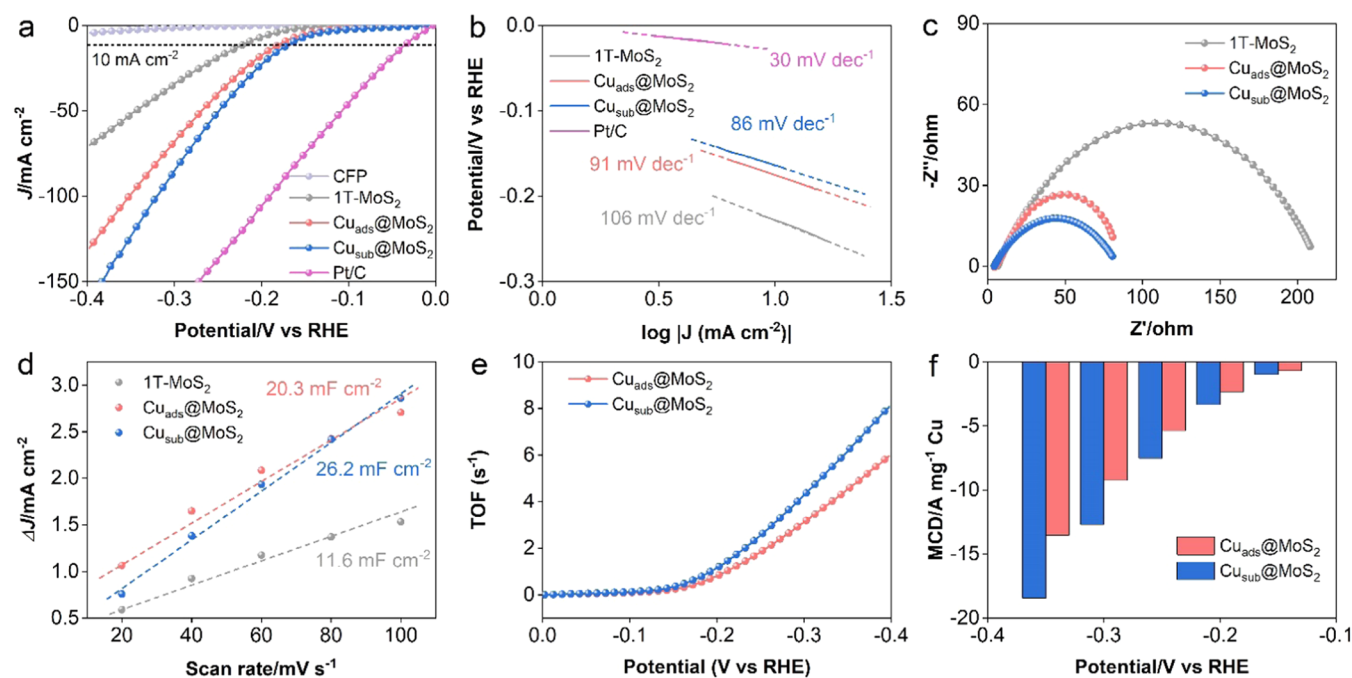 a
0
10 mA cm⁻²
-50
-100
-150
J/mA cm⁻²
CFP
1T-MoS₂
Cuads@MoS₂
Cusub@MoS₂
Pt/C
-0.4 -0.3 -0.2 -0.1 0.0
Potential/V vs RHE
b
0.0
-0.1
-0.2
-0.3
Potential/V vs RHE
1T-MoS₂
Cuads@MoS₂
Cusub@MoS₂
Pt/C
30 mV dec⁻¹
86 mV dec⁻¹
91 mV dec⁻¹
106 mV dec⁻¹
0.0 0.5 1.0 1.5
log |J (mA cm⁻²)|
c
-90
-60
-30
0
-Z''/ohm
1T-MoS₂
Cuads@MoS₂
Cusub@MoS₂
0 50 100 150 200
Z'/ohm
d
3.0
2.5
2.0
1.5
1.0
0.5
ΔJ/mA cm⁻²
1T-MoS₂
Cuads@MoS₂
Cusub@MoS₂
20.3 mF cm⁻²
26.2 mF cm⁻²
11.6 mF cm⁻²
20 40 60 80 100
Scan rate/mV s⁻¹
e
10
8
6
4
2
0
TOF (s⁻¹)
Cuads@MoS₂
Cusub@MoS₂
0.0 -0.1 -0.2 -0.3 -0.4
Potential (V vs RHE)
f
0
-5
-10
-15
-20
MCD/A mg⁻¹ Cu
Cuads@MoS₂
Cusub@MoS₂
-0.4 -0.3 -0.2 -0.1
Potential/V vs RHE